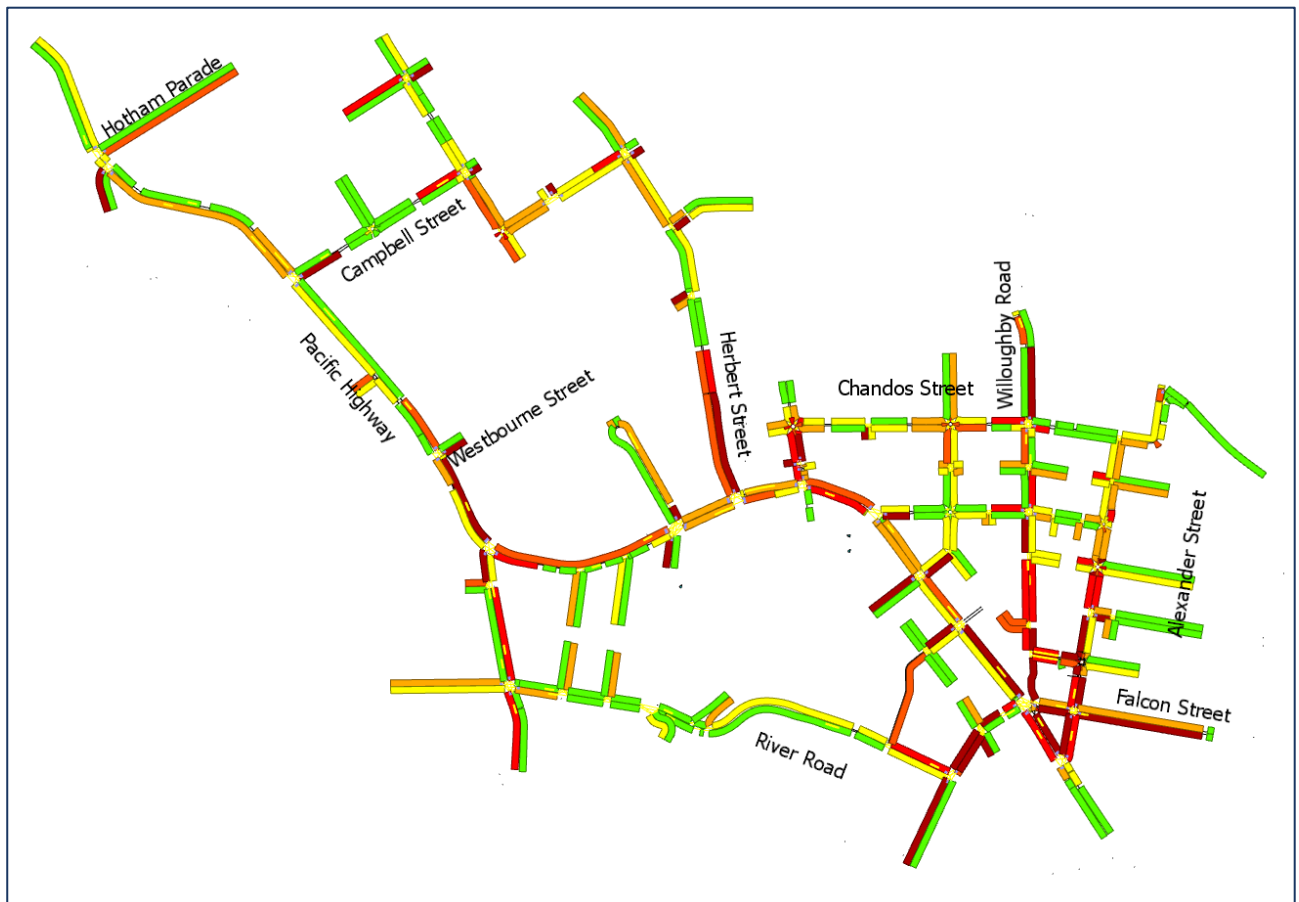 Hotham Parade
Campbell Street
Pacific Highway
Westbourne Street
Herbert Street
Chandos Street
Willoughby Road
Alexander Street
Falcon Street
River Road